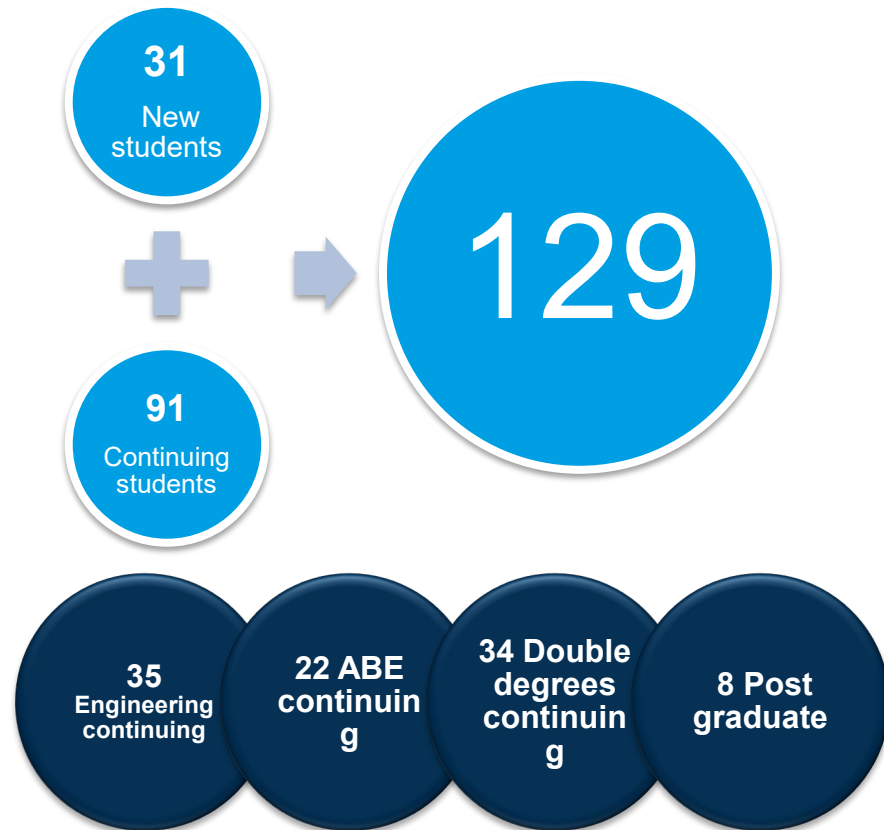 31
New
students
129
91
Continuing
students
35
Engineering
continuing
22 ABE
continuin
g
34 Double
degrees
continuin
g
8 Post
graduate